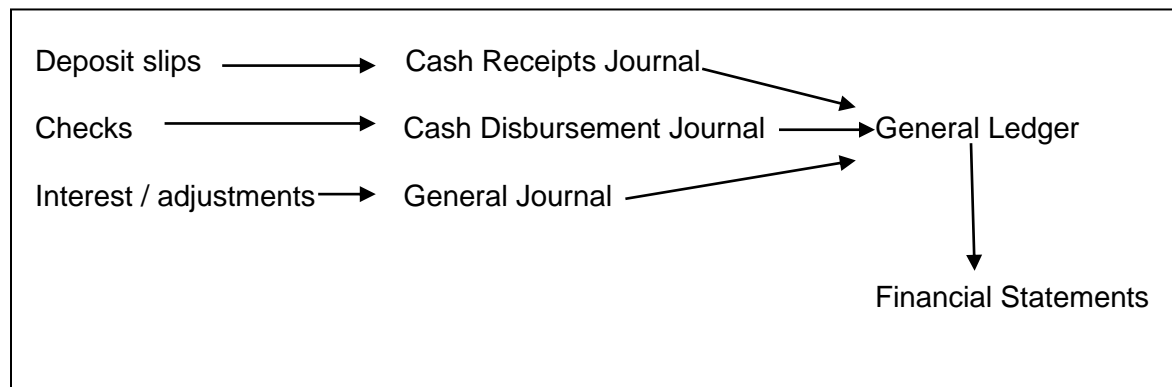 Deposit slips Cash Receipts Journal
Checks Cash Disbursement Journal General Ledger
Interest / adjustments General Journal
Financial Statements